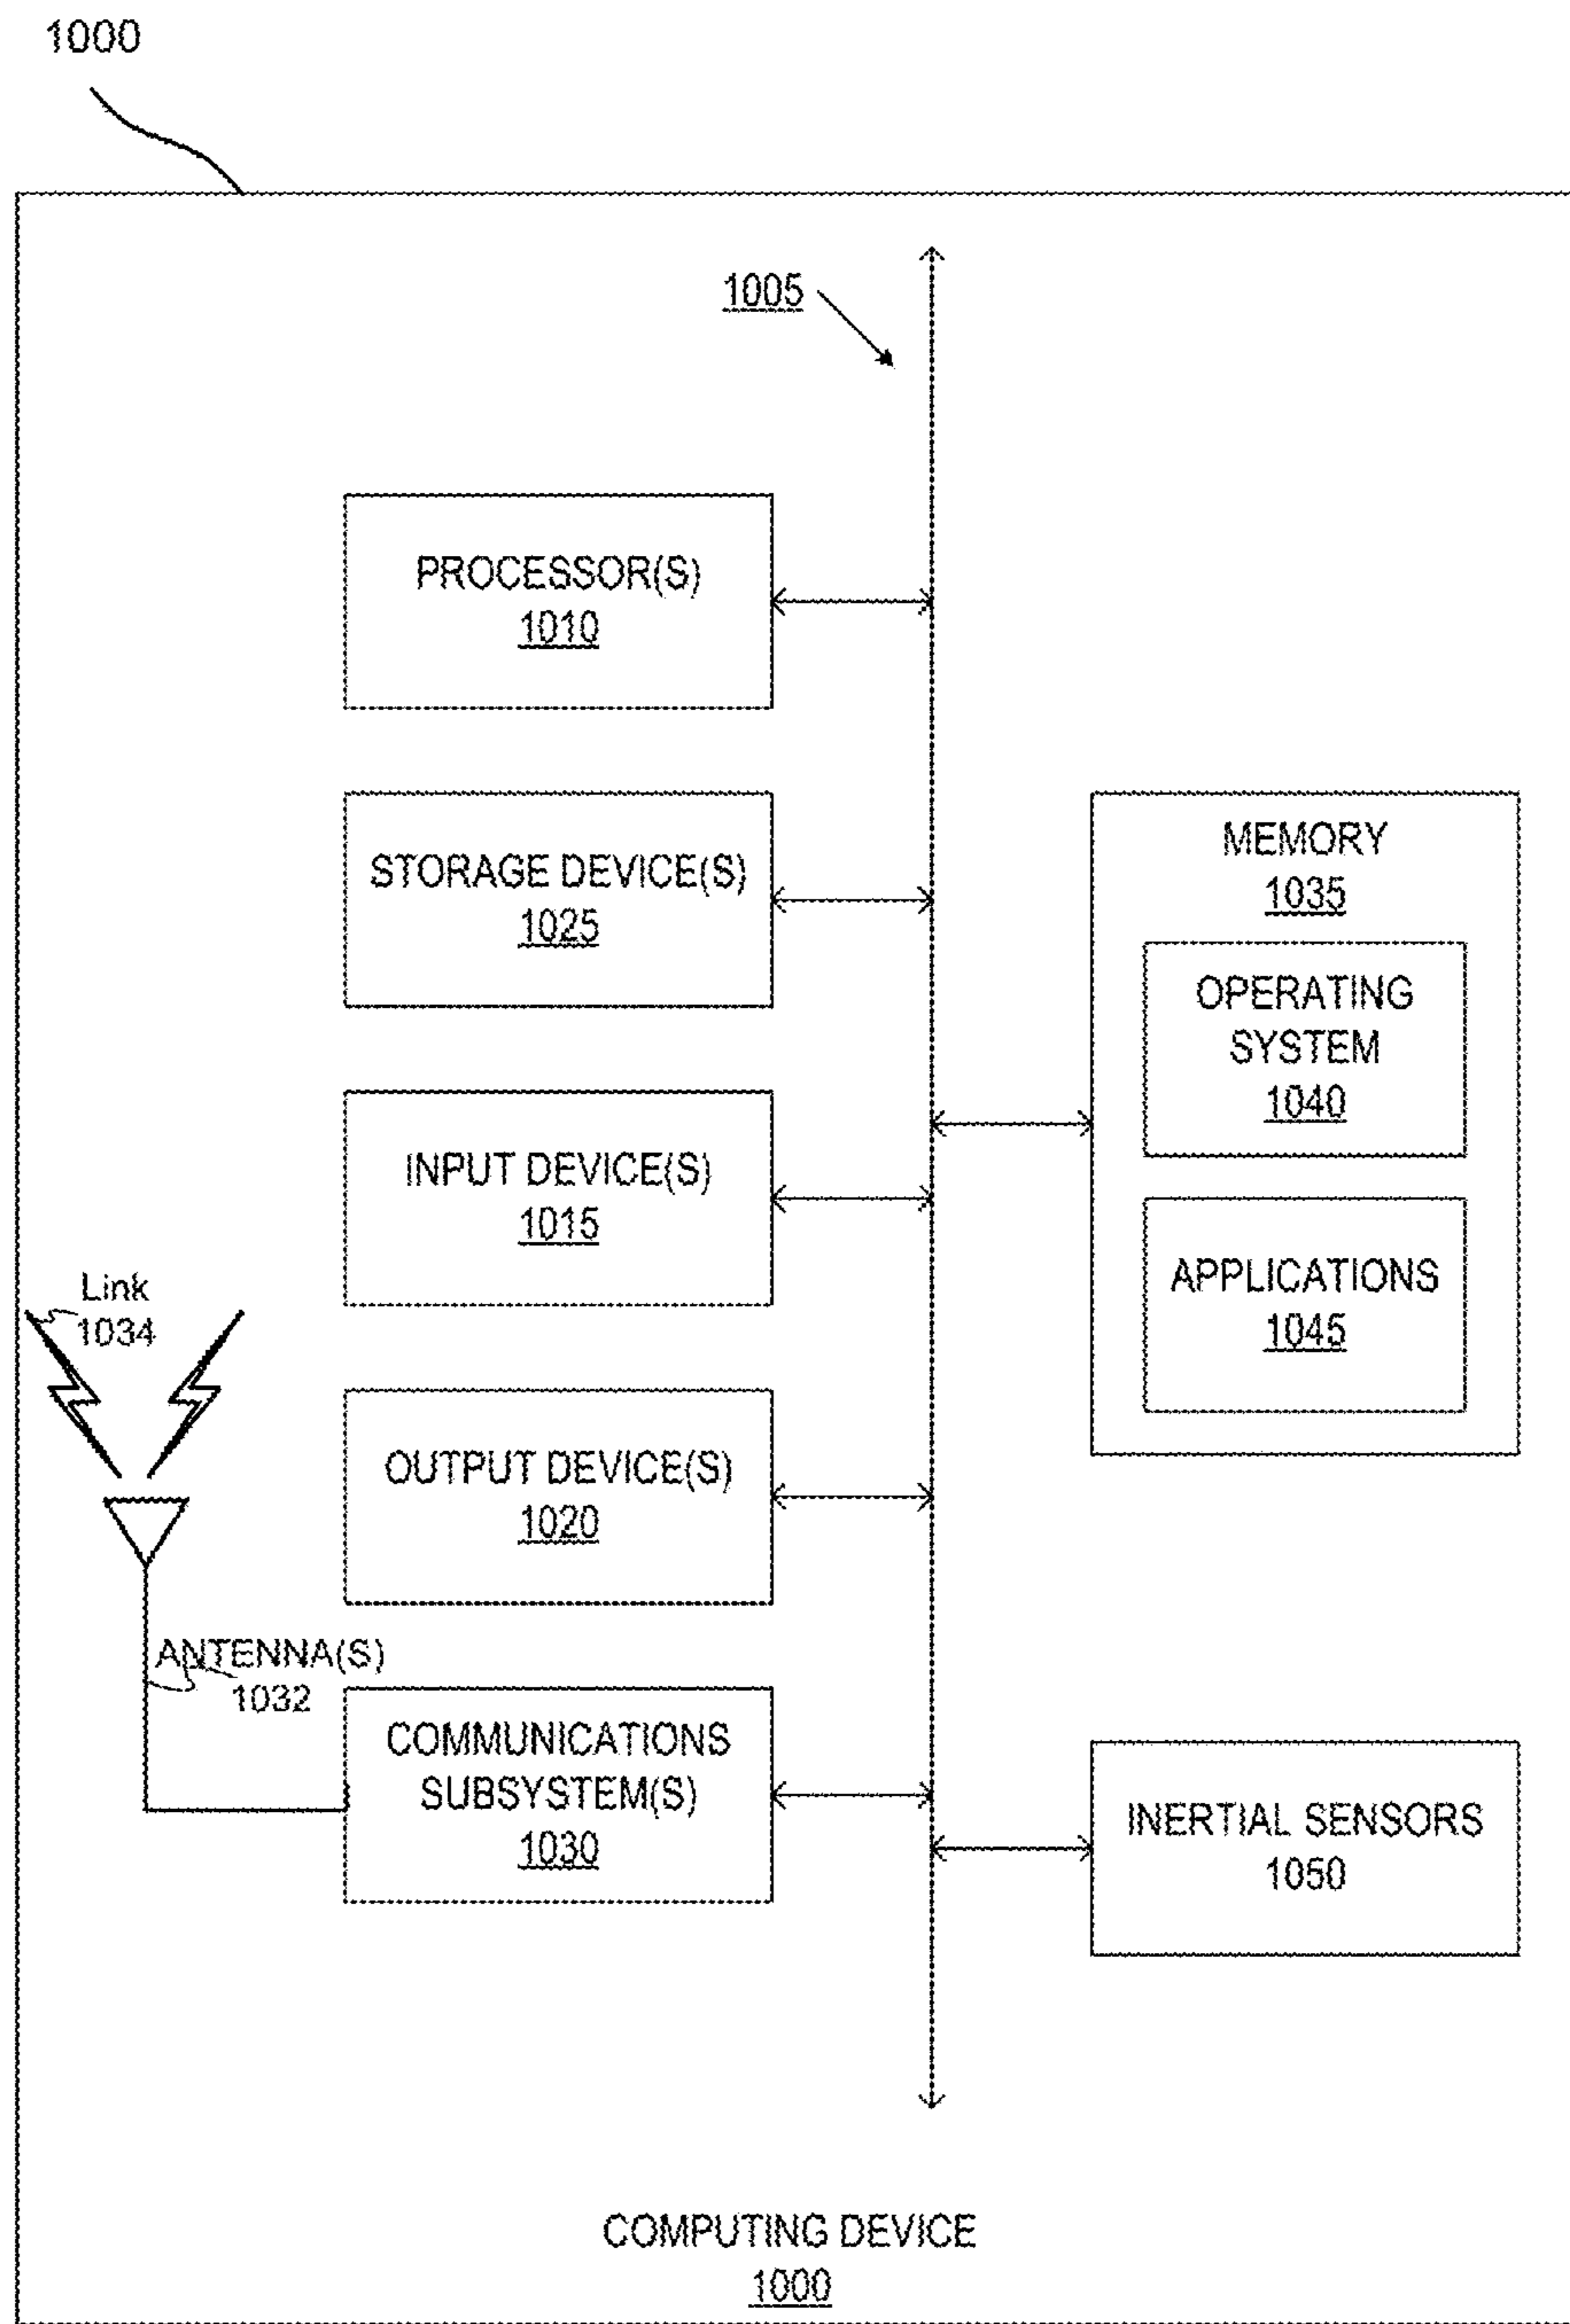 1000
1005
PROCESSOR(S)
1010
STORAGE DEVICE(S)
1025
MEMORY
1035
OPERATING
SYSTEM
1040
INPUT DEVICE(S)
1015
APPLICATIONS
1045
Link
1034
OUTPUT DEVICE(S)
1020
ANTENNA(S)
1032
COMMUNICATIONS
SUBSYSTEM(S)
1030
INERTIAL SENSORS
1050
COMPUTING DEVICE
1000